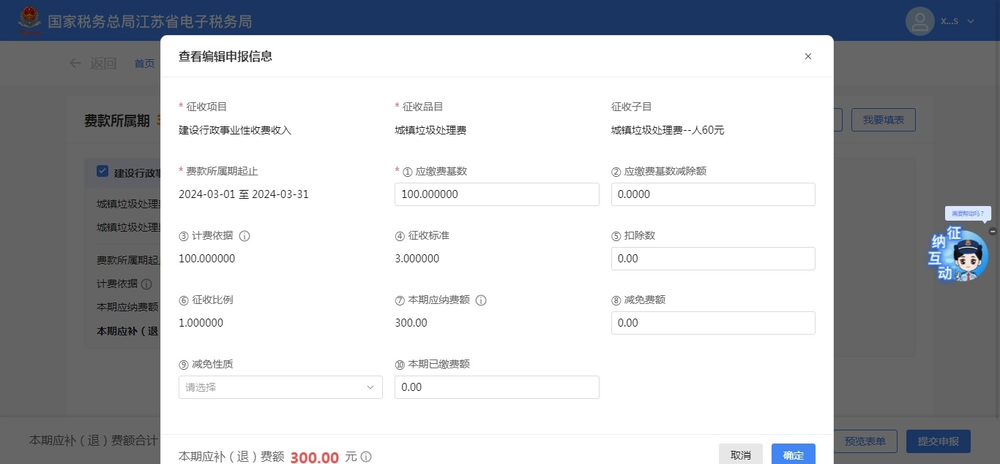 国家税务总局江苏省电子税务局
x...s
返回 首页
查看编辑申报信息
费款所属期
我要填表
* 征收项目 * 征收品目 征收子目
建设行政事业性收费收入 城镇垃圾处理费 城镇垃圾处理费--人60元
建设行政事
* 费款所属期起止 * ① 应缴费基数 ② 应缴费基数减除额
2024-03-01 至 2024-03-31 100.000000 0.0000
城镇垃圾处理
城镇垃圾处理
③ 计费依据 ④ 征收标准 ⑤ 扣除数
100.000000 3.000000 0.00
费款所属期起
计费依据
⑥ 征收比例 ⑦ 本期应纳费额 ⑧ 减免费额
1.000000 300.00 0.00
本期应纳费额
本期应补（退
⑨ 减免性质 ⑩ 本期已缴费额
请选择 0.00
需要帮助吗？
征
纳
互
动
本期应补（退）费额合计
预览表单 提交申报
本期应补（退）费额 300.00 元
取消 确定